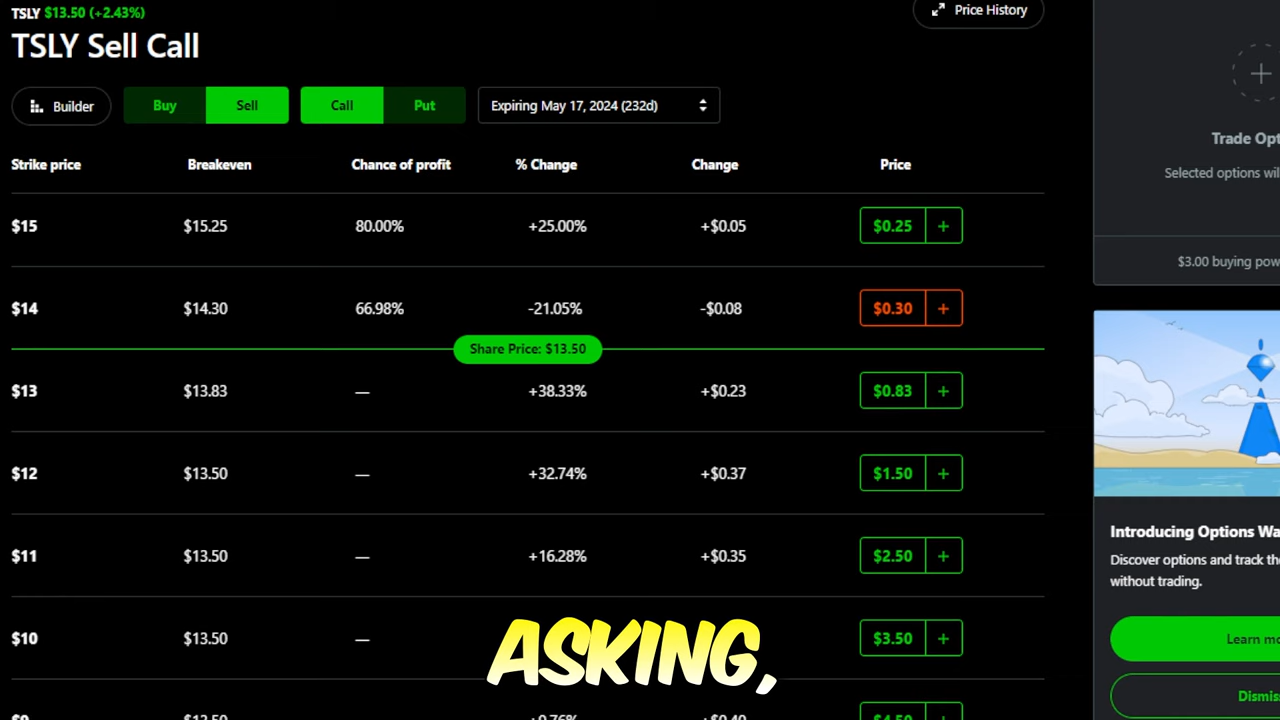 TSLY $13.50 (+2.43%)
Price History
TSLY Sell Call
Builder Buy Sell Call Put Expiring May 17, 2024 (232d)
Strike price Breakeven Chance of profit % Change Change Price
$15 $15.25 80.00% +25.00% +$0.05 $0.25 +
$14 $14.30 66.98% -21.05% -$0.08 $0.30 +
Share Price: $13.50
$13 $13.83 — +38.33% +$0.23 $0.83 +
$12 $13.50 — +32.74% +$0.37 $1.50 +
$11 $13.50 — +16.28% +$0.35 $2.50 +
$10 $13.50 — $3.50 +
ASKING,
Trade Opt
Selected options wil
$3.00 buying pow
Introducing Options Wa
Discover options and track the
without trading.
Learn mo
Dismis